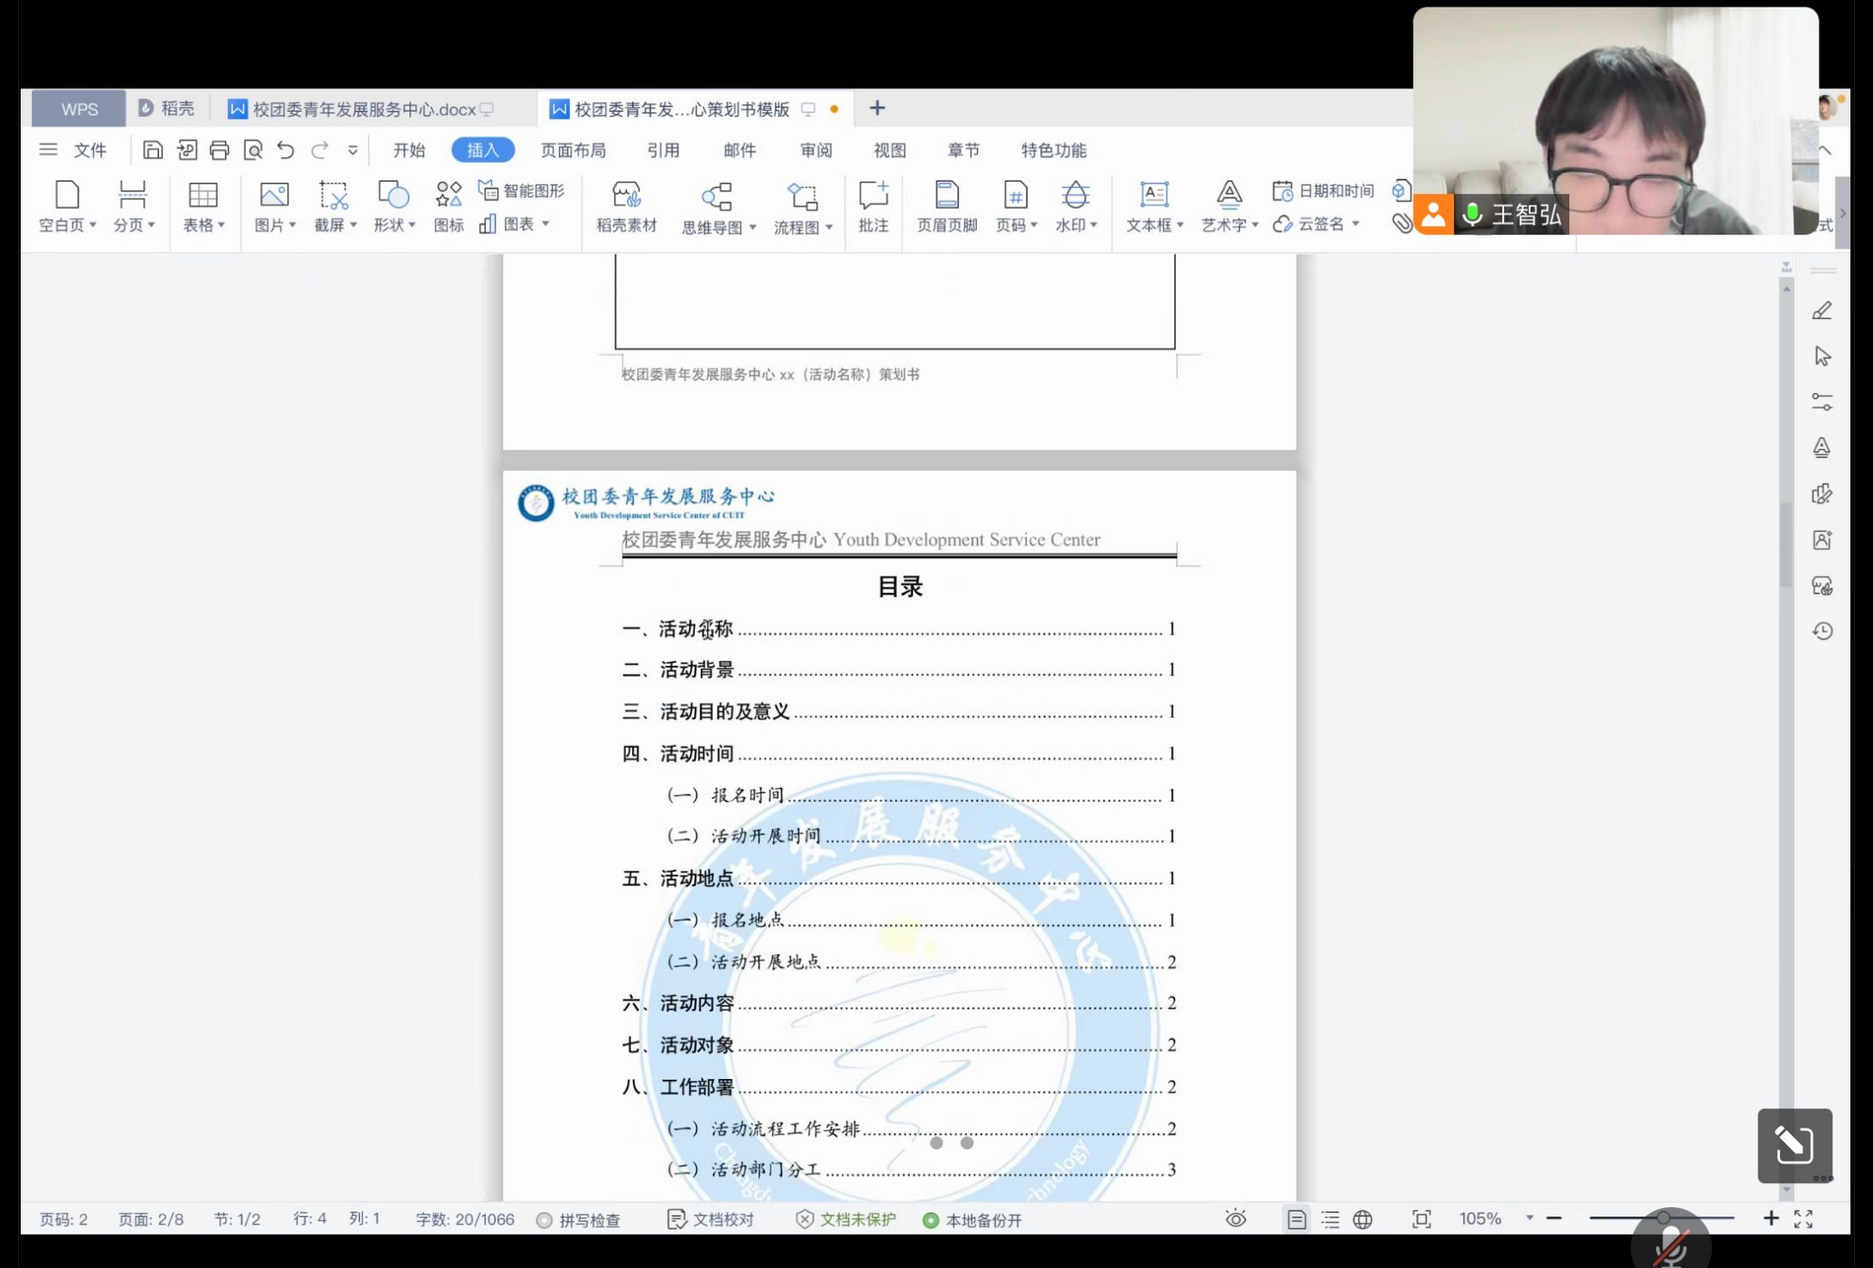 WPS 稻壳 校团委青年发展服务中心.docx 校团委青年发...心策划书模版 +
文件 开始 插入 页面布局 引用 邮件 审阅 视图 章节 特色功能
智能图形 日期和时间
空白页 分页 表格 图片 截屏 形状 图标 图表 稻壳素材 思维导图 流程图 批注 页眉页脚 页码 水印 文本框 艺术字 云签名 式
王智弘
校团委青年发展服务中心 xx（活动名称）策划书
校团委青年发展服务中心
Youth Development Service Center of CUIT
校团委青年发展服务中心 Youth Development Service Center
目录
一、活动名称 1
二、活动背景 1
三、活动目的及意义 1
四、活动时间 1
（一）报名时间 1
（二）活动开展时间 1
五、活动地点 1
（一）报名地点 1
（二）活动开展地点 2
六、活动内容 2
七、活动对象 2
八、工作部署 2
（一）活动流程工作安排 2
（二）活动部门分工 3
青年发展服务中心
页码: 2 页面: 2/8 节: 1/2 行: 4 列: 1 字数: 20/1066 拼写检查 文档校对 文档未保护 本地备份开 105%